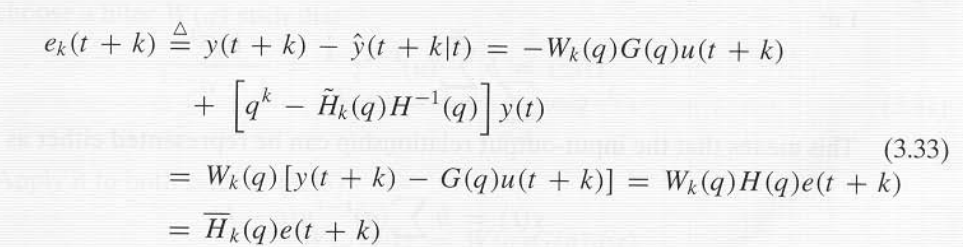 e_k(t + k) ≜ y(t + k) − ŷ(t + k|t) = −W_k(q)G(q)u(t + k)
+ [q^k − H̃_k(q)H^{−1}(q)] y(t)
(3.33)
= W_k(q) [y(t + k) − G(q)u(t + k)] = W_k(q)H(q)e(t + k)
= H̅_k(q)e(t + k)